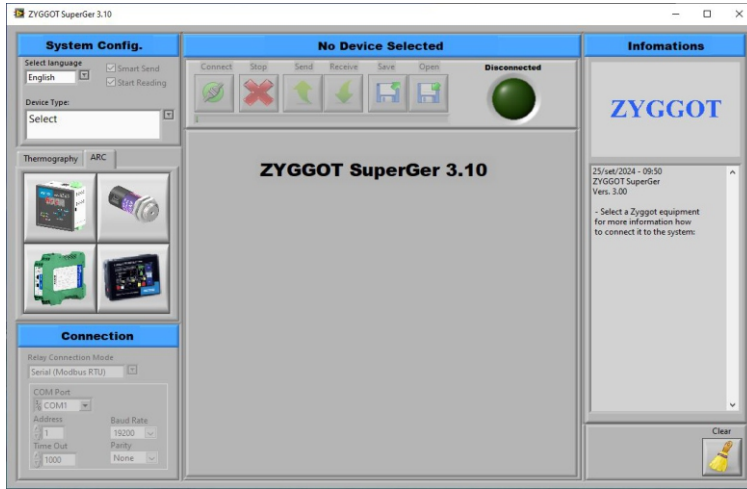 ZYGGOT SuperGer 3.10
System Config.
Select language
English
Smart Send
Start Reading
Device Type:
Select
Thermography ARC
Connection
Relay Connection Mode
Serial (Modbus RTU)
COM Port
COM1
Address Baud Rate
1 19200
Time Out Parity
1000 None
No Device Selected
Connect Stop Send Receive Save Open Disconnected
ZYGGOT SuperGer 3.10
Infomations
ZYGGOT
25/set/2024 - 09:50
ZYGGOT SuperGer
Vers. 3.00
- Select a Zyggot equipment
for more information how
to connect it to the system:
Clear